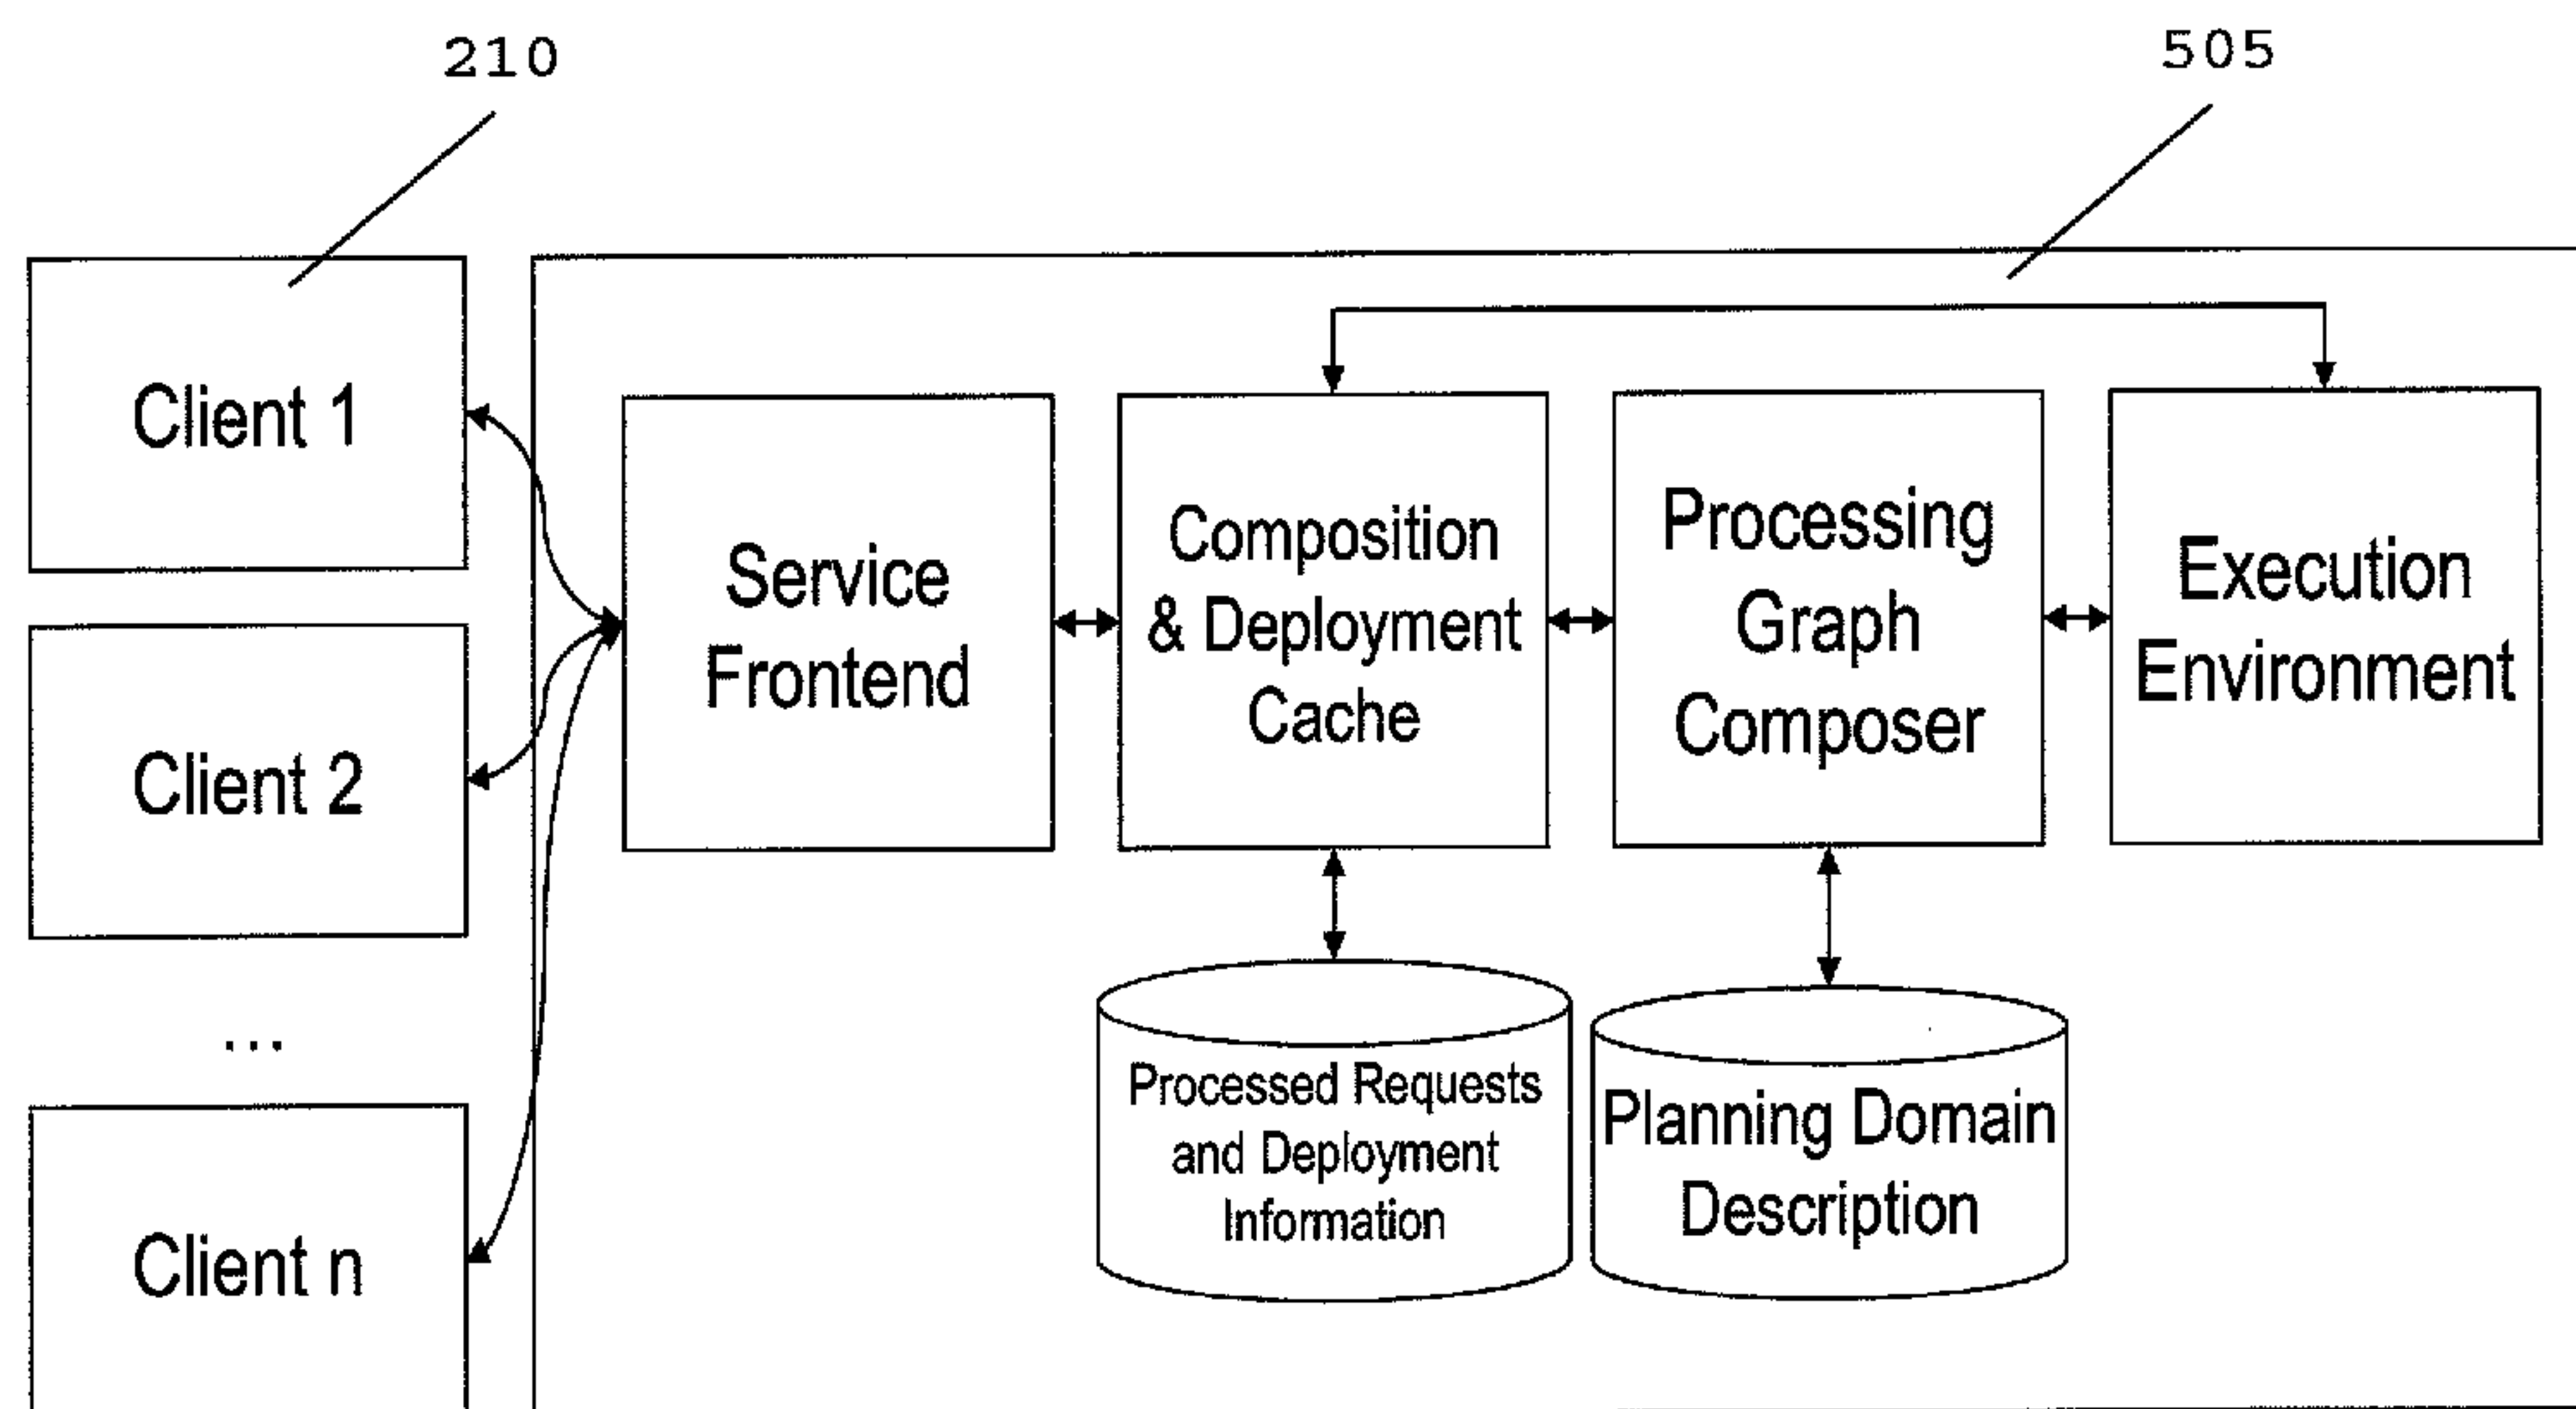 210
505
Client 1
Client 2
...
Client n
Service
Frontend
Composition
& Deployment
Cache
Processing
Graph
Composer
Execution
Environment
Processed Requests
and Deployment
Information
Planning Domain
Description